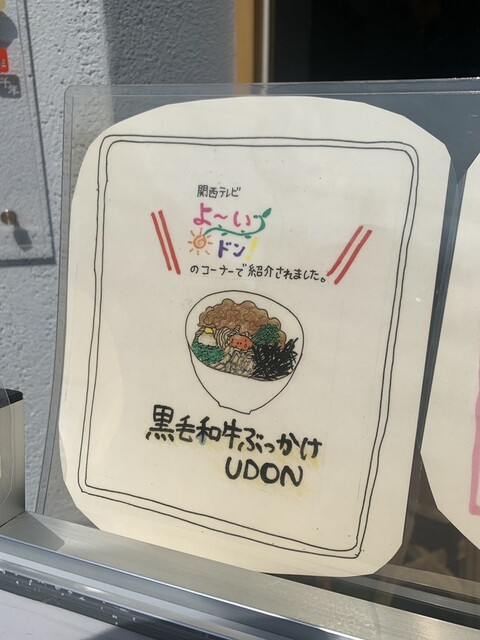 関西テレビ
よ〜い
ドン!
のコーナーで紹介されました。
黒毛和牛ぶっかけ
UDON